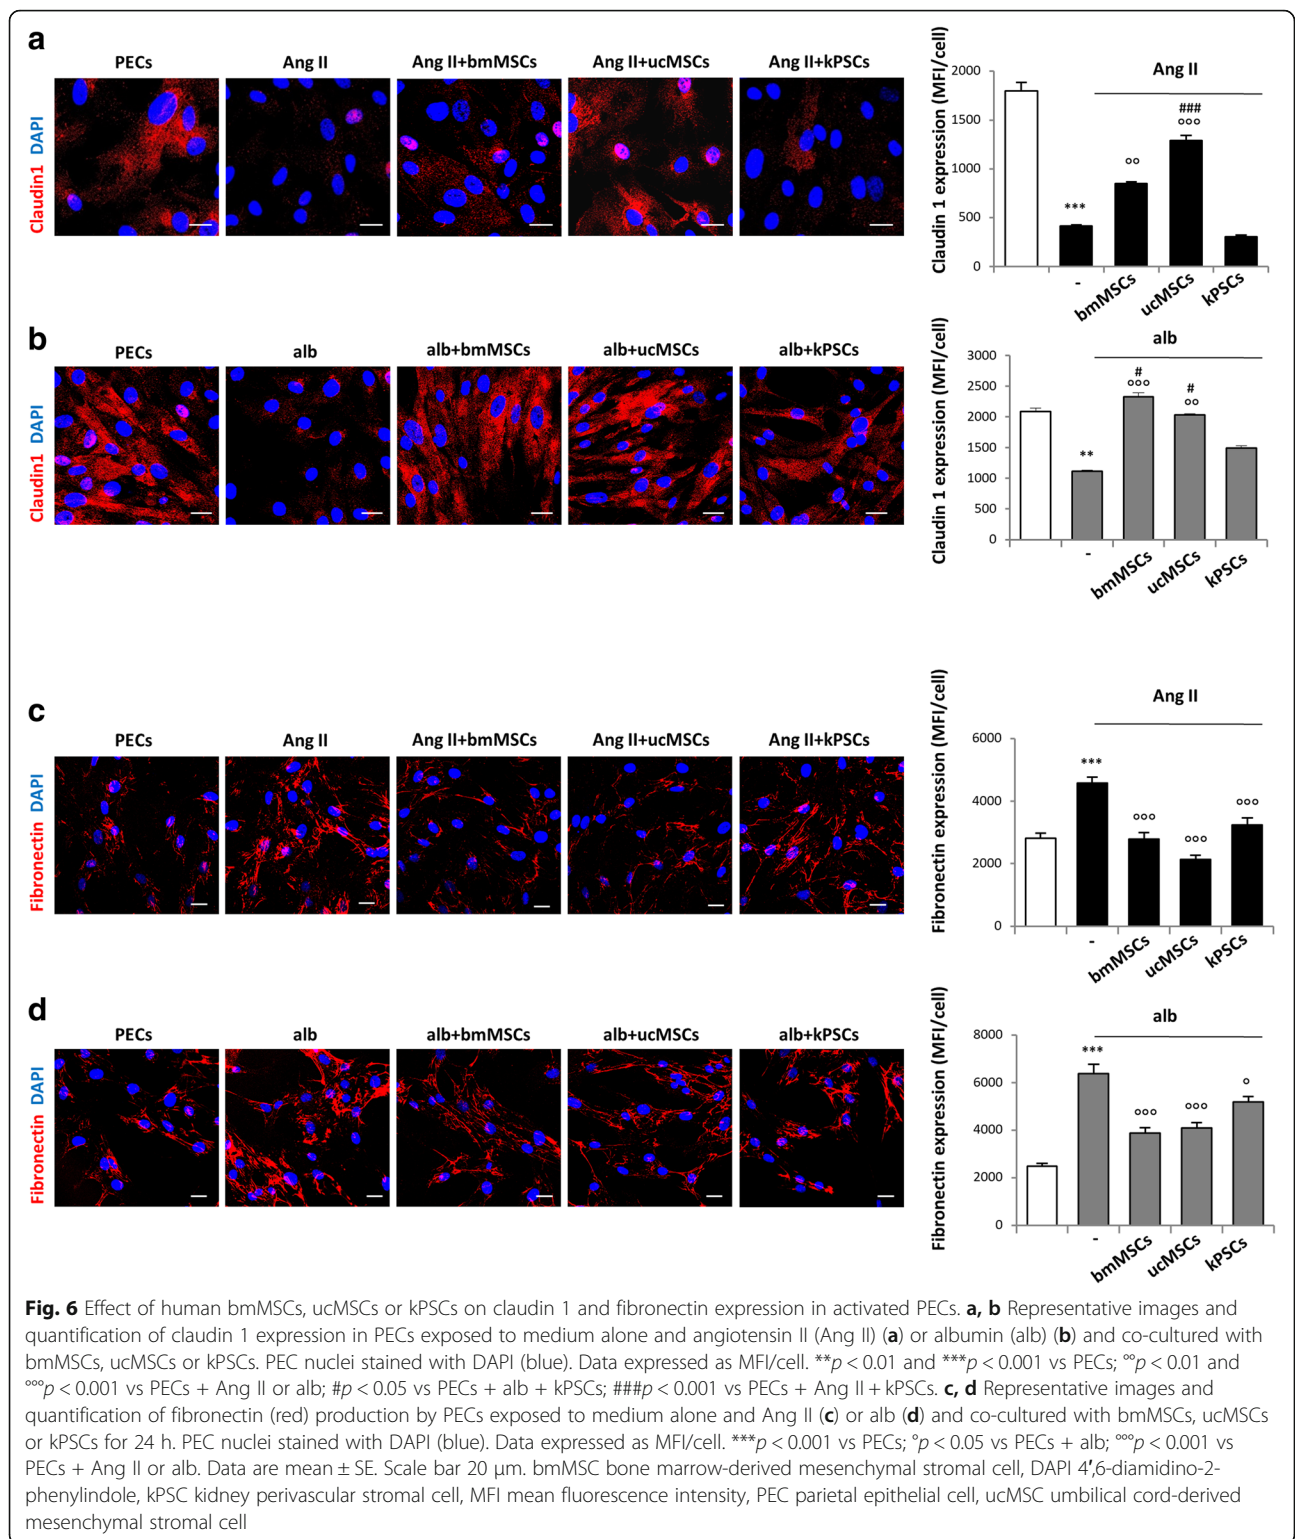 a
PECs Ang II Ang II+bmMSCs Ang II+ucMSCs Ang II+kPSCs
Claudin1 DAPI
Claudin 1 expression (MFI/cell)
Ang II
2000
1500
1000
500
0
***
°°
###
°°°
- bmMSCs ucMSCs kPSCs
b
PECs alb alb+bmMSCs alb+ucMSCs alb+kPSCs
Claudin1 DAPI
Claudin 1 expression (MFI/cell)
alb
3000
2500
2000
1500
1000
500
0
**
#
°°°
#
°°
- bmMSCs ucMSCs kPSCs
c
PECs Ang II Ang II+bmMSCs Ang II+ucMSCs Ang II+kPSCs
Fibronectin DAPI
Fibronectin expression (MFI/cell)
Ang II
6000
4000
2000
0
***
°°°
°°°
°°°
- bmMSCs ucMSCs kPSCs
d
PECs alb alb+bmMSCs alb+ucMSCs alb+kPSCs
Fibronectin DAPI
Fibronectin expression (MFI/cell)
alb
8000
6000
4000
2000
0
***
°°°
°°°
°
- bmMSCs ucMSCs kPSCs
Fig. 6 Effect of human bmMSCs, ucMSCs or kPSCs on claudin 1 and fibronectin expression in activated PECs. a, b Representative images and
quantification of claudin 1 expression in PECs exposed to medium alone and angiotensin II (Ang II) (a) or albumin (alb) (b) and co-cultured with
bmMSCs, ucMSCs or kPSCs. PEC nuclei stained with DAPI (blue). Data expressed as MFI/cell. **p < 0.01 and ***p < 0.001 vs PECs; °°p < 0.01 and
°°°p < 0.001 vs PECs + Ang II or alb; #p < 0.05 vs PECs + alb + kPSCs; ###p < 0.001 vs PECs + Ang II + kPSCs. c, d Representative images and
quantification of fibronectin (red) production by PECs exposed to medium alone and Ang II (c) or alb (d) and co-cultured with bmMSCs, ucMSCs
or kPSCs for 24 h. PEC nuclei stained with DAPI (blue). Data expressed as MFI/cell. ***p < 0.001 vs PECs; °p < 0.05 vs PECs + alb; °°°p < 0.001 vs
PECs + Ang II or alb. Data are mean ± SE. Scale bar 20 μm. bmMSC bone marrow-derived mesenchymal stromal cell, DAPI 4′,6-diamidino-2-
phenylindole, kPSC kidney perivascular stromal cell, MFI mean fluorescence intensity, PEC parietal epithelial cell, ucMSC umbilical cord-derived
mesenchymal stromal cell